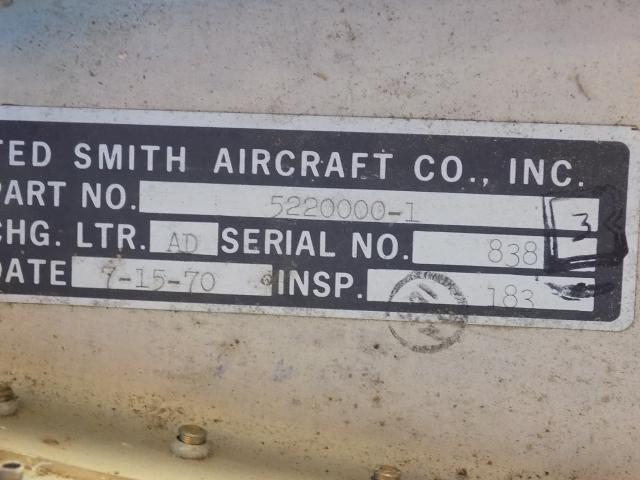 TED SMITH AIRCRAFT CO., INC.
PART NO. 5220000-1
CHG. LTR. AD SERIAL NO. 838 3
DATE 7-15-70 INSP. 183